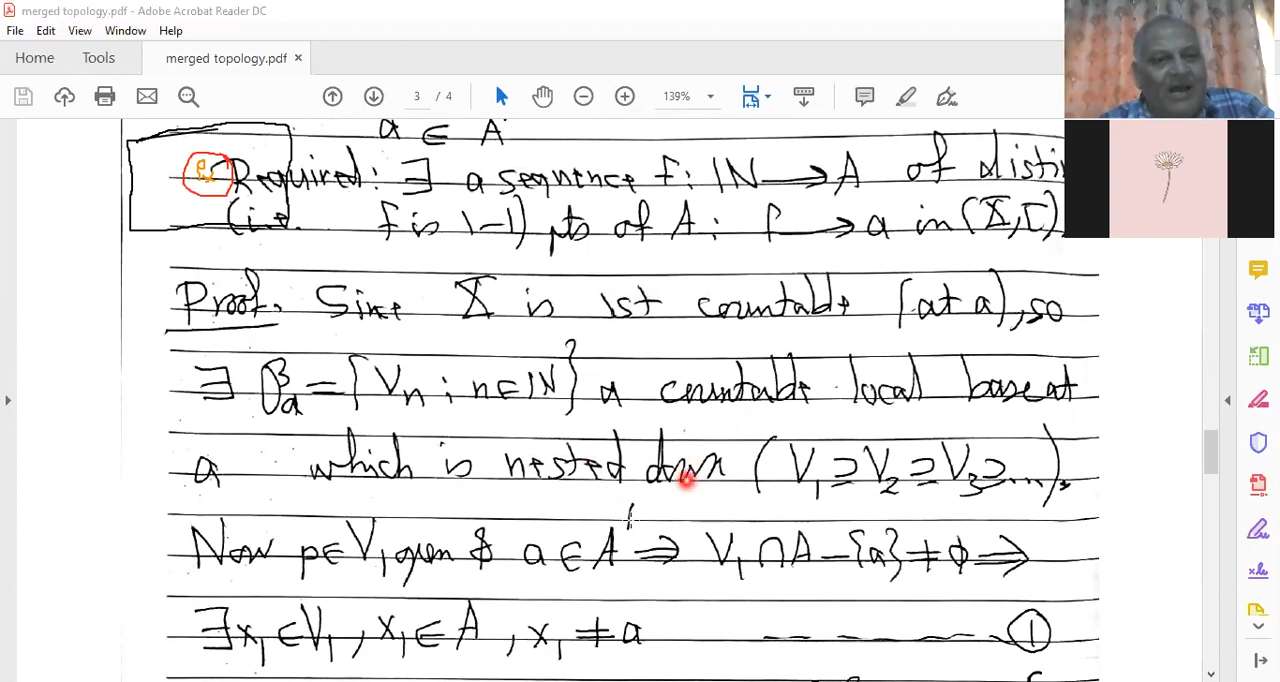 merged topology.pdf - Adobe Acrobat Reader DC
File Edit View Window Help
Home Tools merged topology.pdf ×
3 / 4 139%
a ∈ A
Required: ∃ a sequence f: IN → A of disti
(i.e. f is 1-1) pts of A: f → a in (X,τ)
Proof. Since X is 1st countable (at a), so
∃ β_a = {V_n : n ∈ IN} a countable local base at
a which is nested down (V_1 ⊇ V_2 ⊇ V_3 ⊇ ...).
Now p ∈ V_1 open & a ∈ A' ⇒ V_1 ∩ A - {a} ≠ φ ⇒
∃ x_1 ∈ V_1, x_1 ∈ A, x_1 ≠ a ------- ①